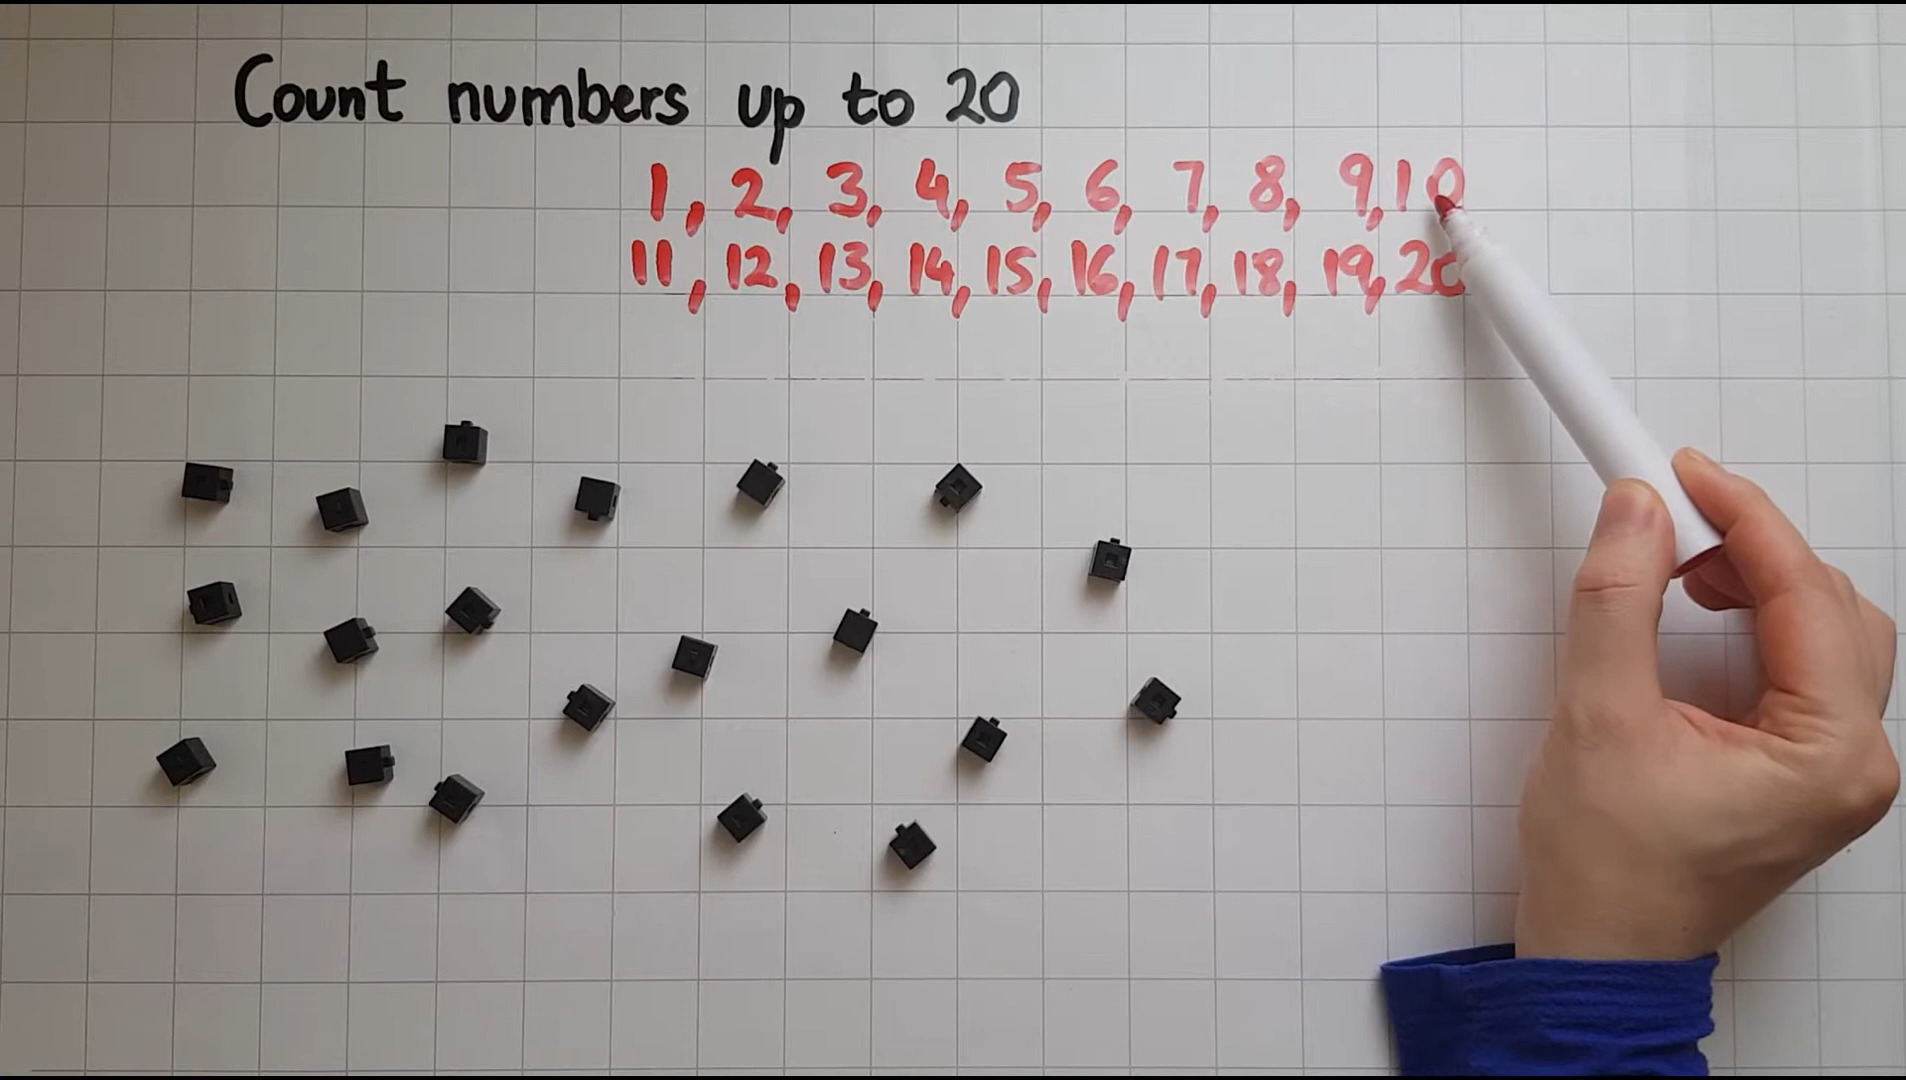 Count numbers up to 20
1, 2, 3, 4, 5, 6, 7, 8, 9, 10
11, 12, 13, 14, 15, 16, 17, 18, 19, 20